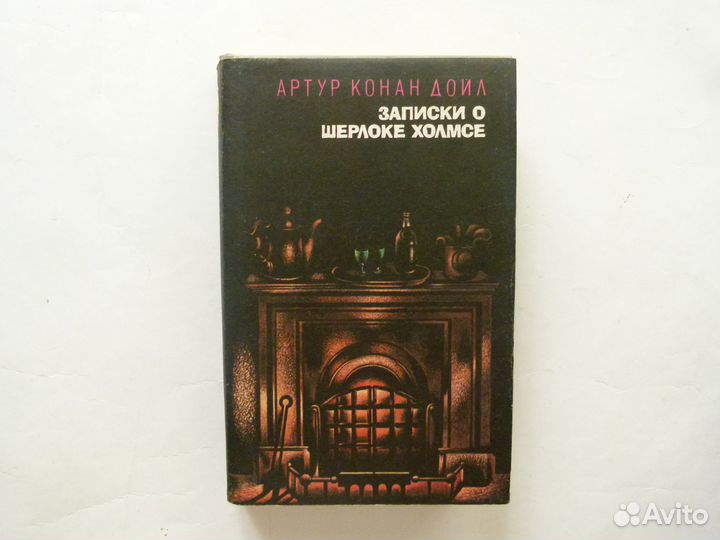 АРТУР КОНАН ДОЙЛ
ЗАПИСКИ О
ШЕРЛОКЕ ХОЛМСЕ
Avito